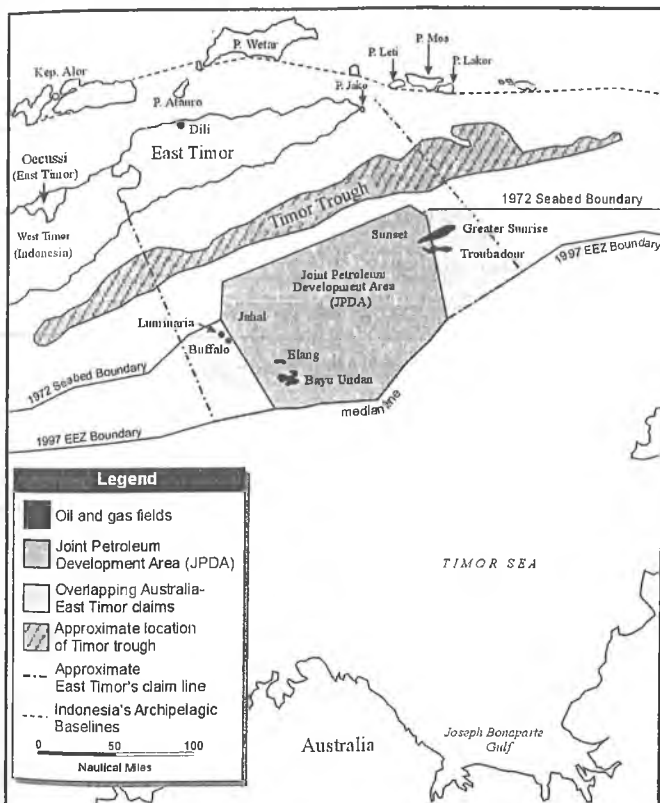 P. Wetar
P. Moa
P. Leti
P. Lakor
Kep. Alor
P. Atauro
P. Jako
Dili
East Timor
Oecussi
(East Timor)
West Timor
(Indonesia)
Timor Trough
1972 Seabed Boundary
Sunset
Greater Sunrise
Troubadour
1997 EEZ Boundary
Joint Petroleum
Development Area
(JPDA)
Jahal
Luminaria
Buffalo
Elang
Bayu Undan
1972 Seabed Boundary
median line
1997 EEZ Boundary
Legend
Oil and gas fields
Joint Petroleum
Development Area (JPDA)
Overlapping Australia-
East Timor claims
Approximate location
of Timor trough
Approximate
East Timor's claim line
Indonesia's Archipelagic
Baselines
0 50 100
Nautical Miles
TIMOR SEA
Australia
Joseph Bonaparte
Gulf